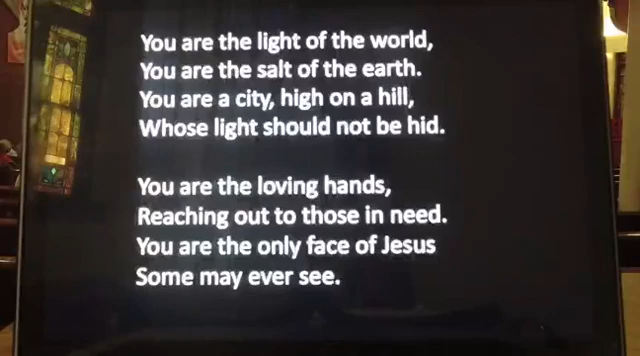 You are the light of the world,
You are the salt of the earth.
You are a city, high on a hill,
Whose light should not be hid.
You are the loving hands,
Reaching out to those in need.
You are the only face of Jesus
Some may ever see.